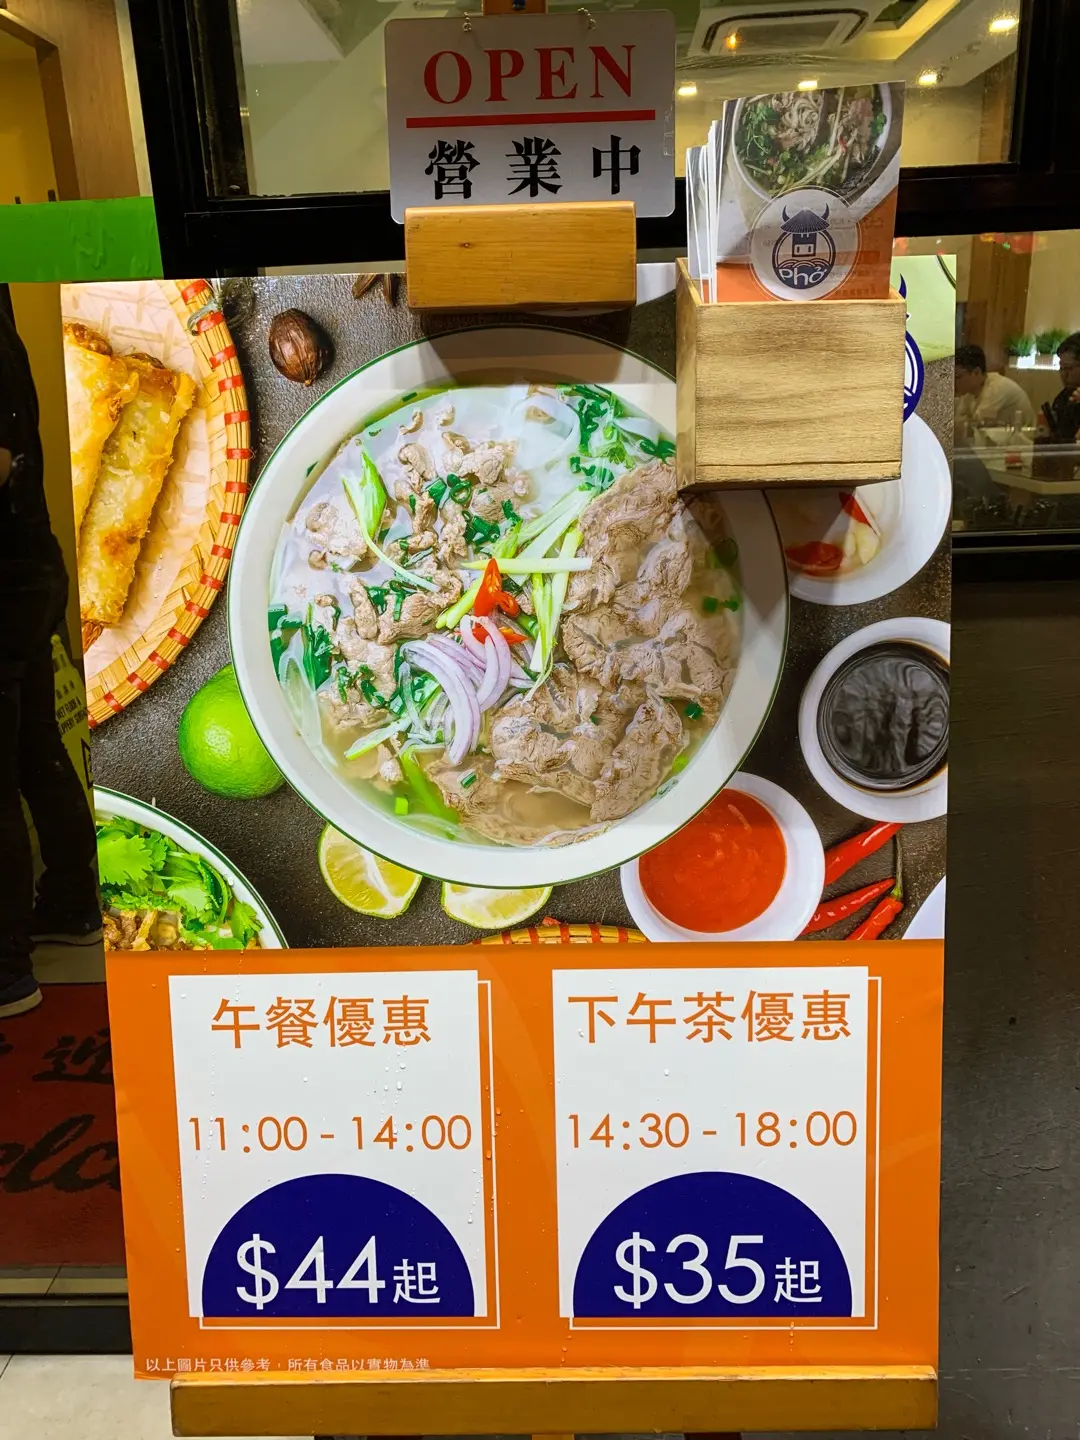 OPEN
營業中
Phở
午餐優惠
11:00 - 14:00
$44起
下午茶優惠
14:30 - 18:00
$35起
以上圖片只供參考，所有食品以實物為準